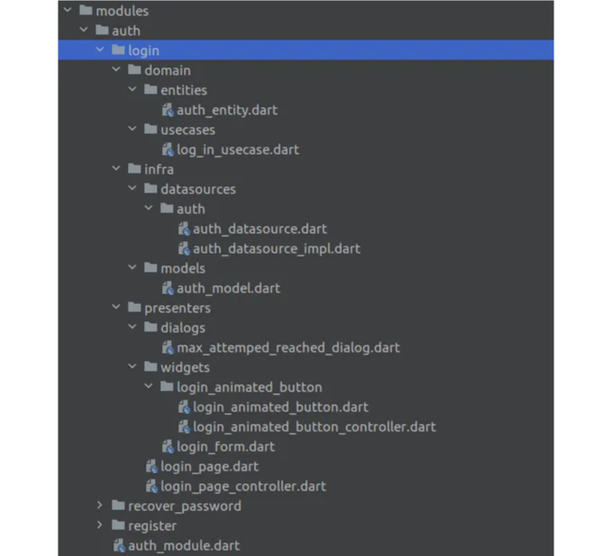 modules
auth
login
domain
entities
auth_entity.dart
usecases
log_in_usecase.dart
infra
datasources
auth
auth_datasource.dart
auth_datasource_impl.dart
models
auth_model.dart
presenters
dialogs
max_attemped_reached_dialog.dart
widgets
login_animated_button
login_animated_button.dart
login_animated_button_controller.dart
login_form.dart
login_page.dart
login_page_controller.dart
recover_password
register
auth_module.dart